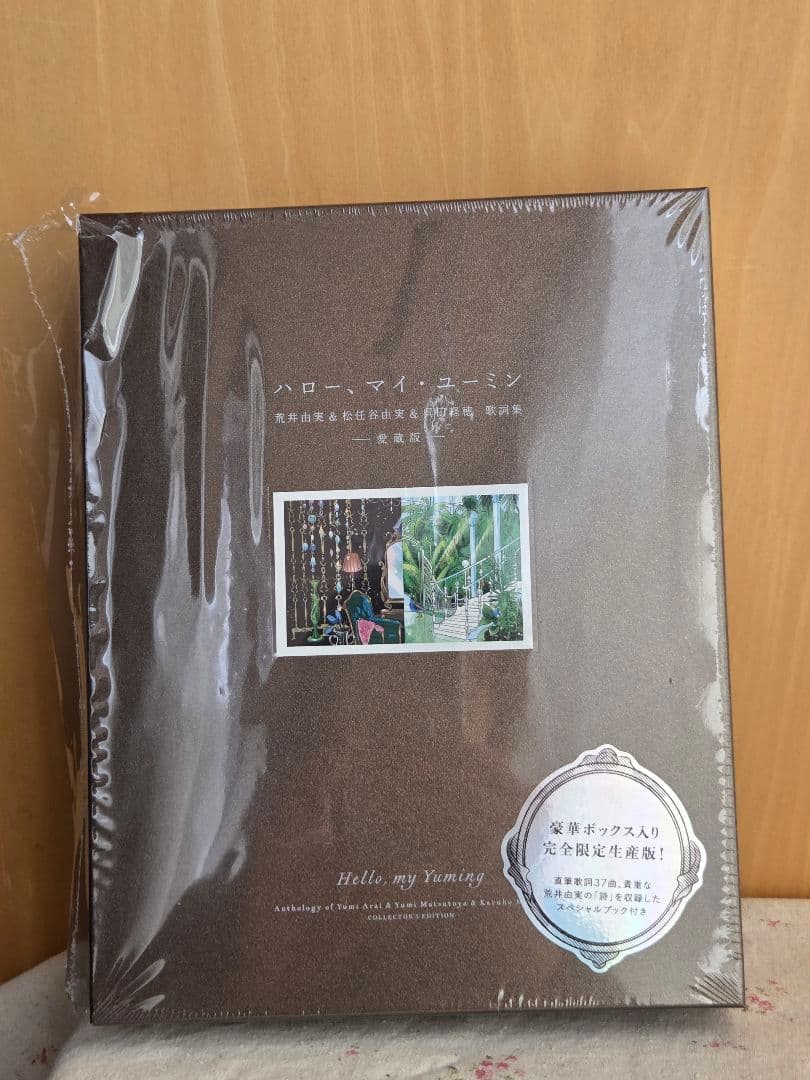 ハロー、マイ・ユーミン
荒井由実＆松任谷由実＆呉田軽穂 歌詞集
愛蔵版
Hello, my Yuming
Anthology of Yumi Arai & Yumi Matsutoya & Karuho
COLLECTOR'S EDITION
豪華ボックス入り
完全限定生産版！
直筆歌詞37曲、貴重な
荒井由実の「詩」を収録した
スペシャルブック付き